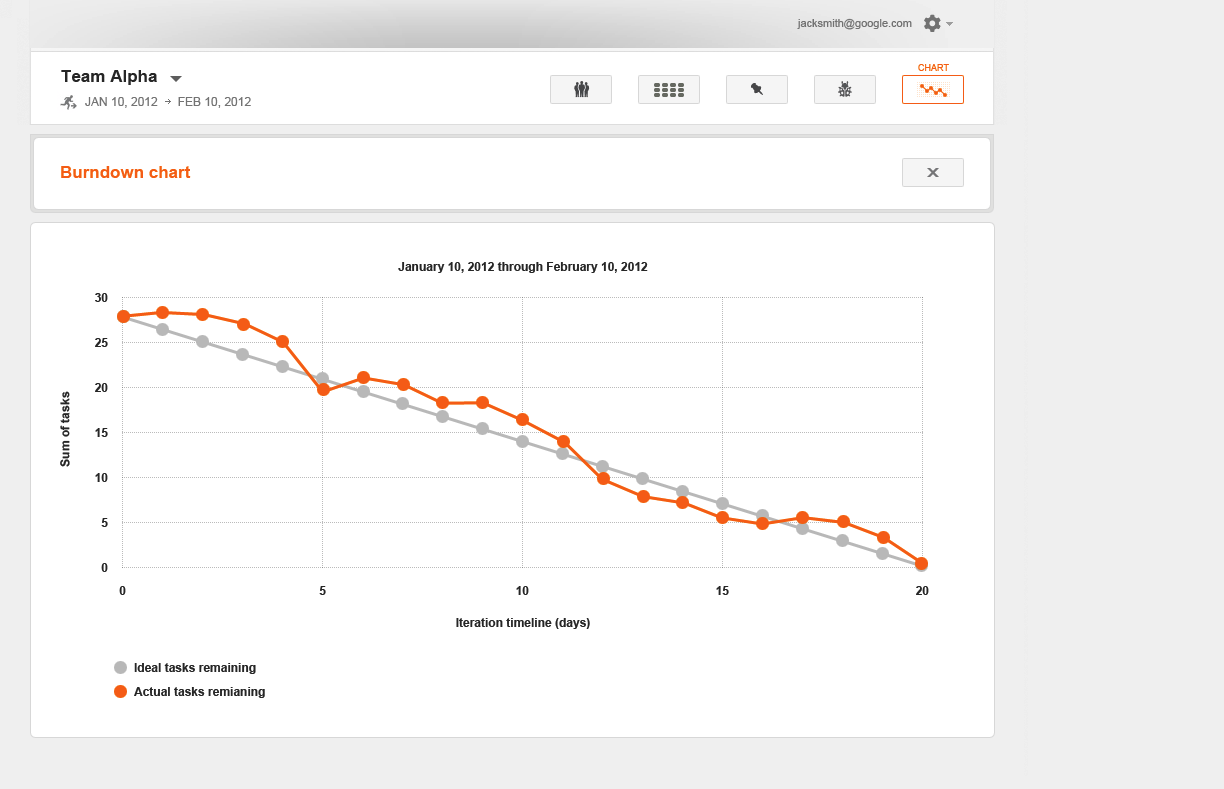 jacksmith@google.com
CHART
Team Alpha
JAN 10, 2012 → FEB 10, 2012
Burndown chart
x
January 10, 2012 through February 10, 2012
30
25
20
15
10
5
0
Sum of tasks
0 5 10 15 20
Iteration timeline (days)
Ideal tasks remaining
Actual tasks remianing